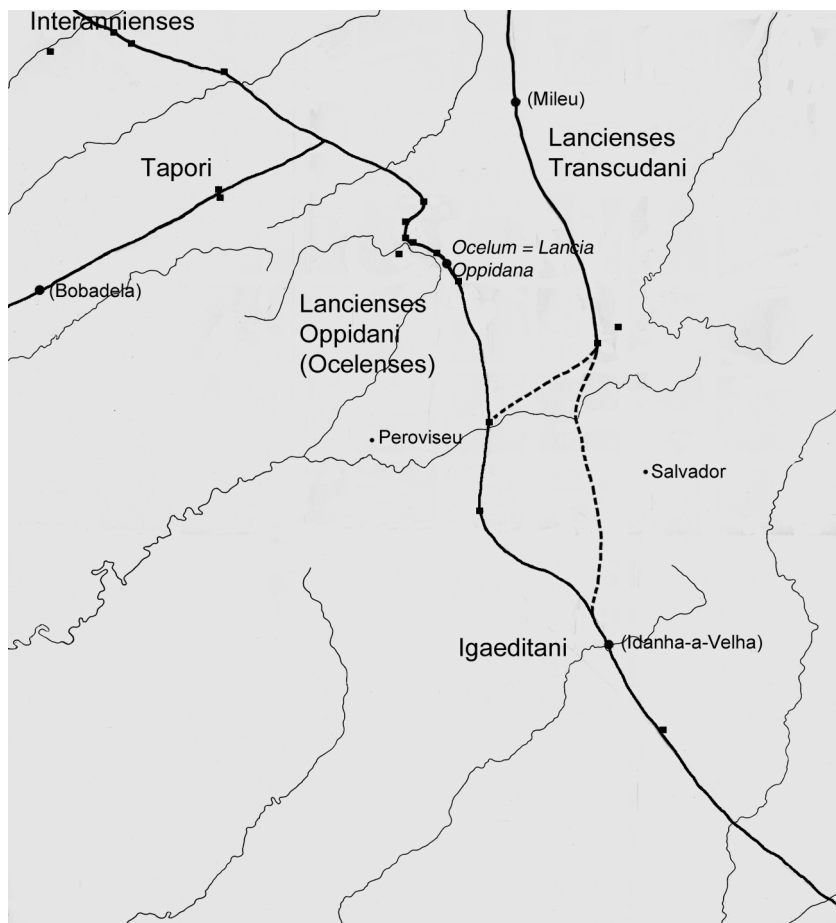 Interannienses
(Mileu)
Lancienses
Transcudani
Tapori
Ocelum = Lancia
Oppidana
(Bobadela)
Lancienses
Oppidani
(Ocelenses)
Peroviseu
Salvador
Igaeditani
(Idanha-a-Velha)